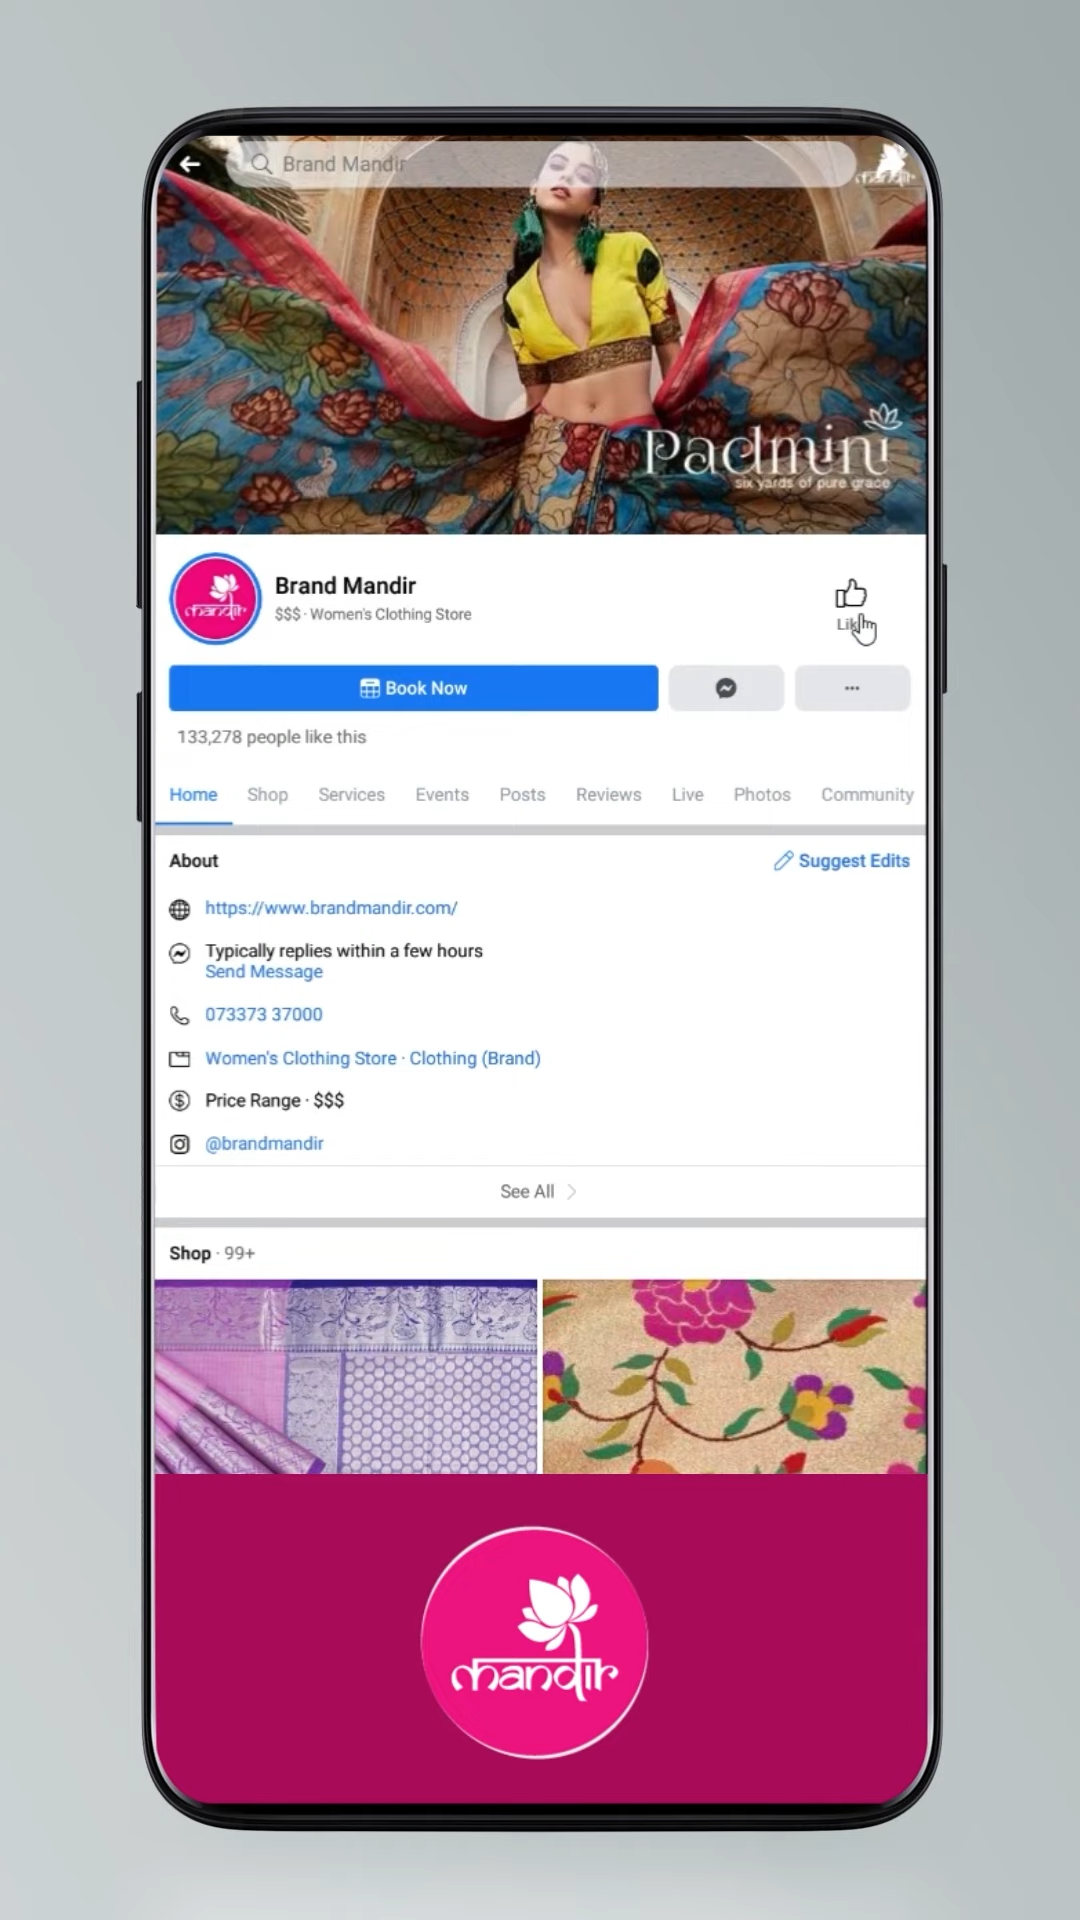 Brand Mandir
mandir
Padmini
six yards of pure grace
mandir
Brand Mandir
$$$ · Women's Clothing Store
Lik
Book Now
133,278 people like this
Home Shop Services Events Posts Reviews Live Photos Community
About
Suggest Edits
https://www.brandmandir.com/
Typically replies within a few hours
Send Message
073373 37000
Women's Clothing Store · Clothing (Brand)
Price Range · $$$
@brandmandir
See All
Shop · 99+
mandir